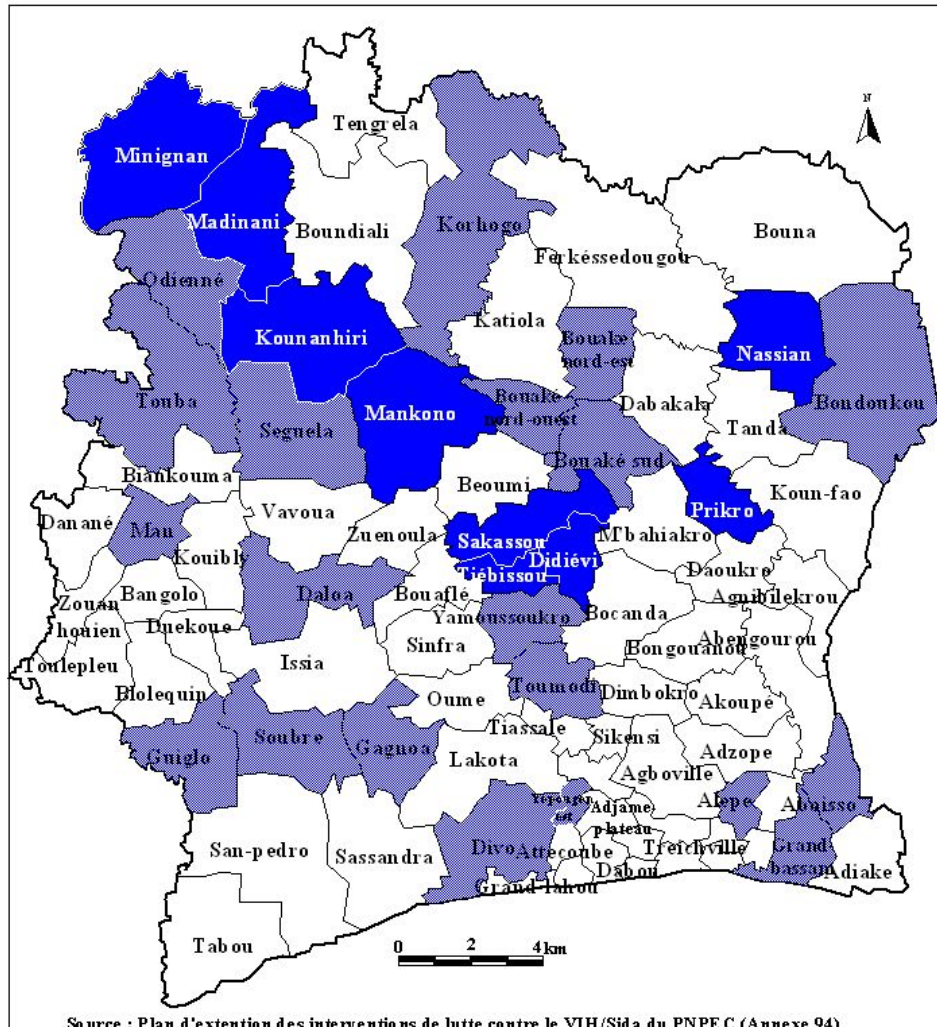 N
Tengrela
Minignan
Madinani
Boundiali
Korhogo
Bouna
Odienné
Ferkéssedougou
Kounanhiri
Katiola
Bouaké
nord-est
Nassian
Touba
Seguela
Mankono
Bouaké
nord-ouest
Dabakala
Tanda
Bondoukou
Biankouma
Beoumi
Bouaké sud
Koun-fao
Danané
Man
Vavoua
Zuenoula
Sakassou
Prikro
Kouibly
Didiévi
M'bahiakro
Tiébissou
Daoukro
Zouan
houien
Bangolo
Daloa
Bouaflé
Agnibilekrou
Duekoue
Yamoussoukro
Bocanda
Toulepleu
Issia
Sinfra
Bongouanou
Abengourou
Blolequin
Oume
Toumodi
Dimbokro
Akoupé
Guiglo
Soubre
Gagnoa
Tiassale
Sikensi
Adzope
Lakota
Agboville
Alepe
Aboisso
Adjame-
plateau
San-pedro
Sassandra
Divo
Attecoube
Treichville
Grand-
bassam
Grand-lahou
Dabou
Adiake
Tabou
0 2 4 km
Source : Plan d'extention des interventions de lutte contre le VIH/Sida du PNPEC (Annexe 94)